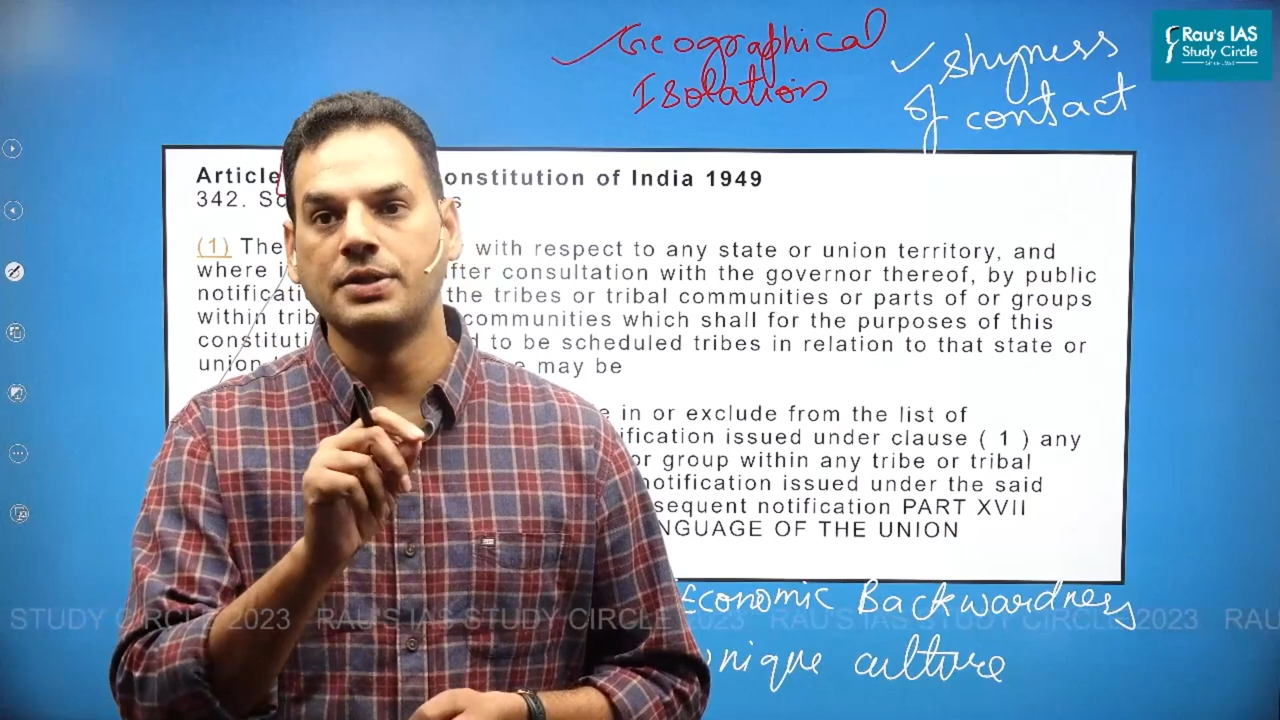 Geographical
Isolation
shyness
of contact
Rau's IAS
Study Circle
SINCE 1953
Article onstitution of India 1949
342. Sc s
(1) The with respect to any state or union territory, and
where i fter consultation with the governor thereof, by public
notificati the tribes or tribal communities or parts of or groups
within trib communities which shall for the purposes of this
constituti d to be scheduled tribes in relation to that state or
union e may be
e in or exclude from the list of
ification issued under clause ( 1 ) any
or group within any tribe or tribal
notification issued under the said
sequent notification PART XVII
NGUAGE OF THE UNION
Economic Backwardness
STUDY CIRCLE 2023 RAU'S IAS STUDY CIRCLE 2023 RAU'S IAS STUDY CIRCLE 2023 RAU
unique culture